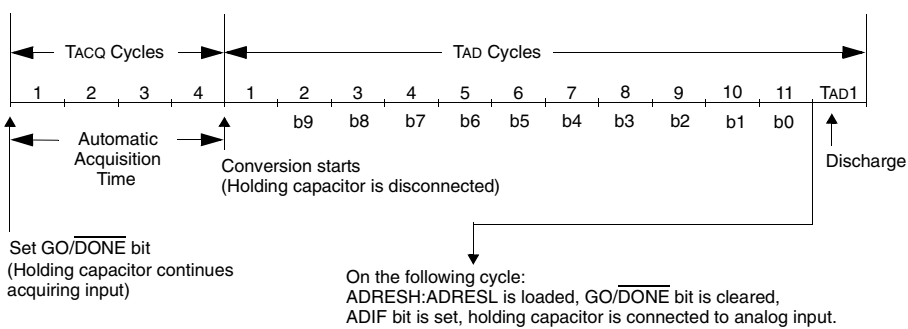 TACQ Cycles
TAD Cycles
1 2 3 4 1 2 3 4 5 6 7 8 9 10 11 TAD1
b9 b8 b7 b6 b5 b4 b3 b2 b1 b0
Automatic
Acquisition
Time
Conversion starts
(Holding capacitor is disconnected)
Discharge
Set GO/DONE bit
(Holding capacitor continues
acquiring input)
On the following cycle:
ADRESH:ADRESL is loaded, GO/DONE bit is cleared,
ADIF bit is set, holding capacitor is connected to analog input.